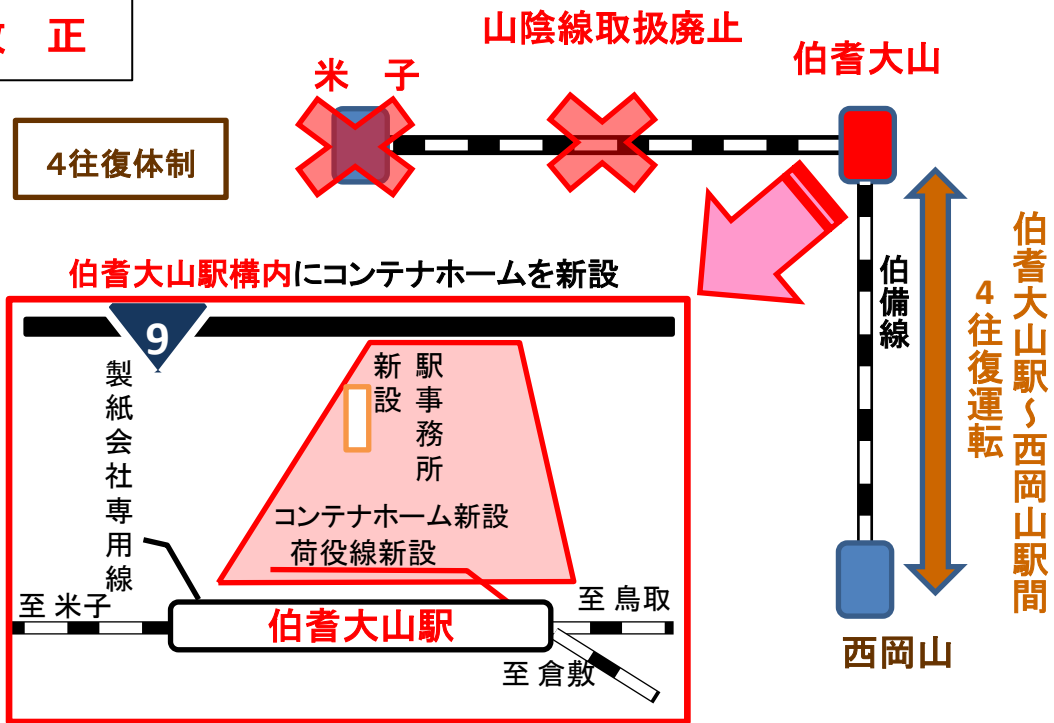 正
山陰線取扱廃止
米 子
伯耆大山
4往復体制
伯耆大山駅構内にコンテナホームを新設
伯備線
伯耆大山駅~西岡山駅間
4往復運転
9
製紙会社専用線
駅事務所
新設
コンテナホーム新設
荷役線新設
至 米子
伯耆大山駅
至 鳥取
至 倉敷
西岡山